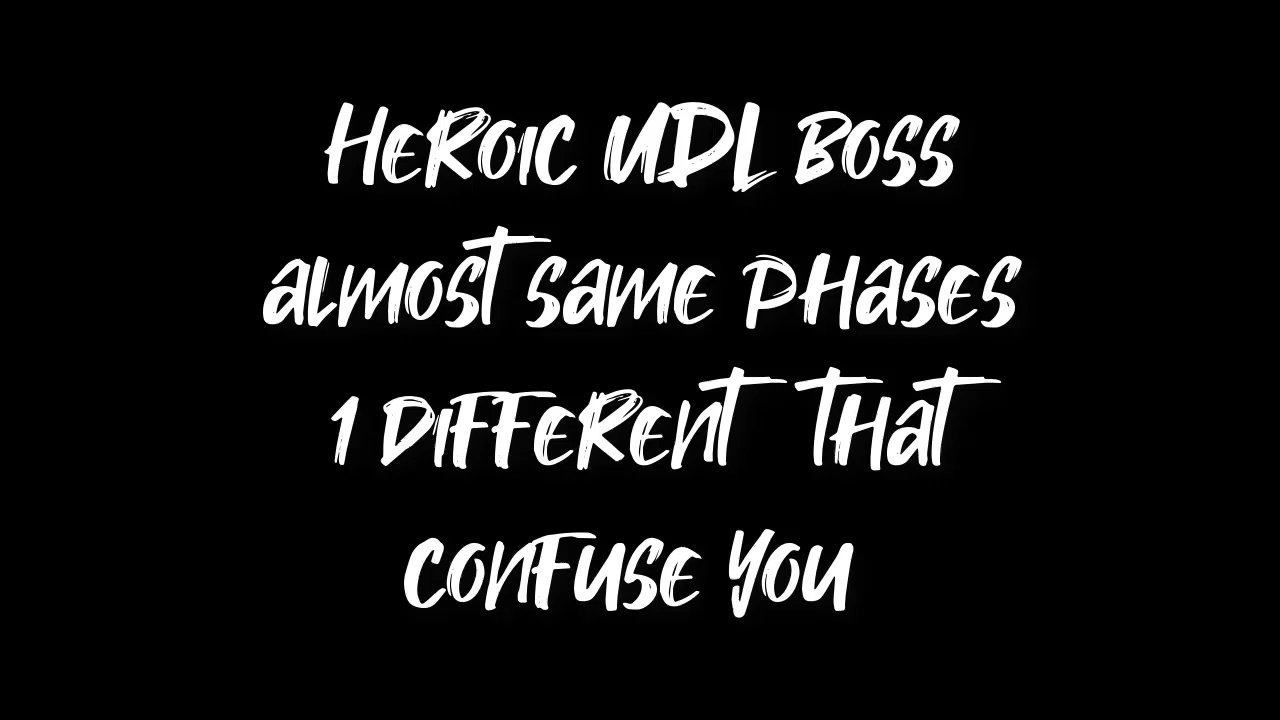 HEROIC UDL BOSS
almost same PHases
1 DIFFERENT THaT
CONFUSE YOU